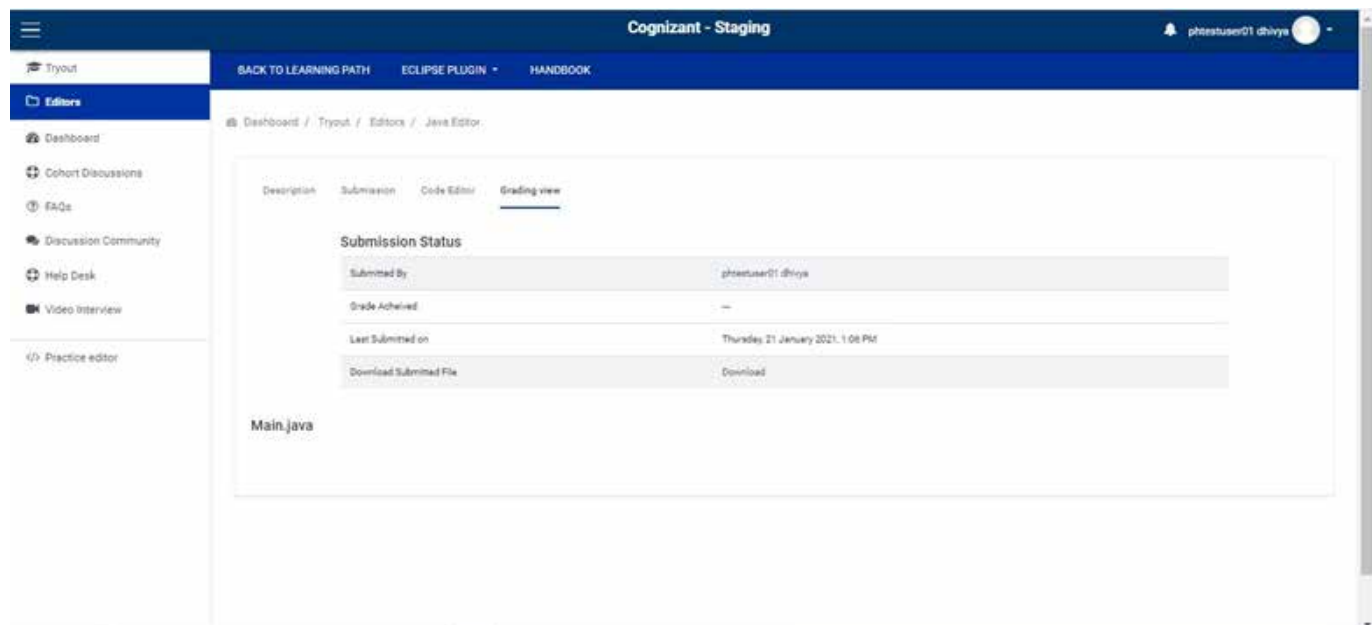 Cognizant - Staging
phtestuser01 dhivya
Tryout
Editors
Dashboard
Cohort Discussions
FAQs
Discussion Community
Help Desk
Video Interview
</> Practice editor
BACK TO LEARNING PATH ECLIPSE PLUGIN HANDBOOK
Dashboard / Tryout / Editors / Java Editor
Description Submission Code Editor Grading view
Submission Status
Submitted By phtestuser01 dhivya
Grade Acheived ---
Last Submitted on Thursday, 21 January 2021, 1:06 PM
Download Submitted File Download
Main.java